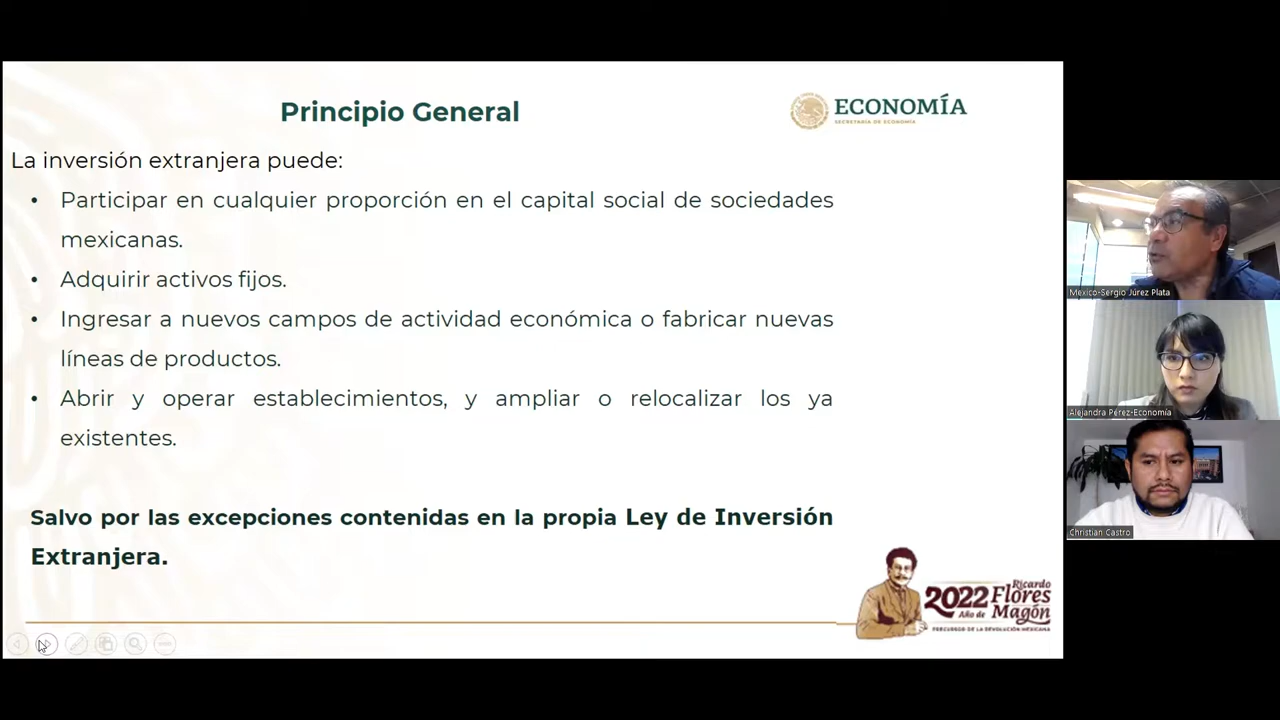 Principio General
ECONOMÍA
SECRETARÍA DE ECONOMÍA
La inversión extranjera puede:
• Participar en cualquier proporción en el capital social de sociedades
mexicanas.
• Adquirir activos fijos.
• Ingresar a nuevos campos de actividad económica o fabricar nuevas
líneas de productos.
• Abrir y operar establecimientos, y ampliar o relocalizar los ya
existentes.
Salvo por las excepciones contenidas en la propia Ley de Inversión
Extranjera.
2022 Ricardo
Flores
Año de Magón
PRECURSOR DE LA REVOLUCIÓN MEXICANA
Mexico-Sergio Júrez Plata
Alejandra Pérez-Economía
Christian Castro